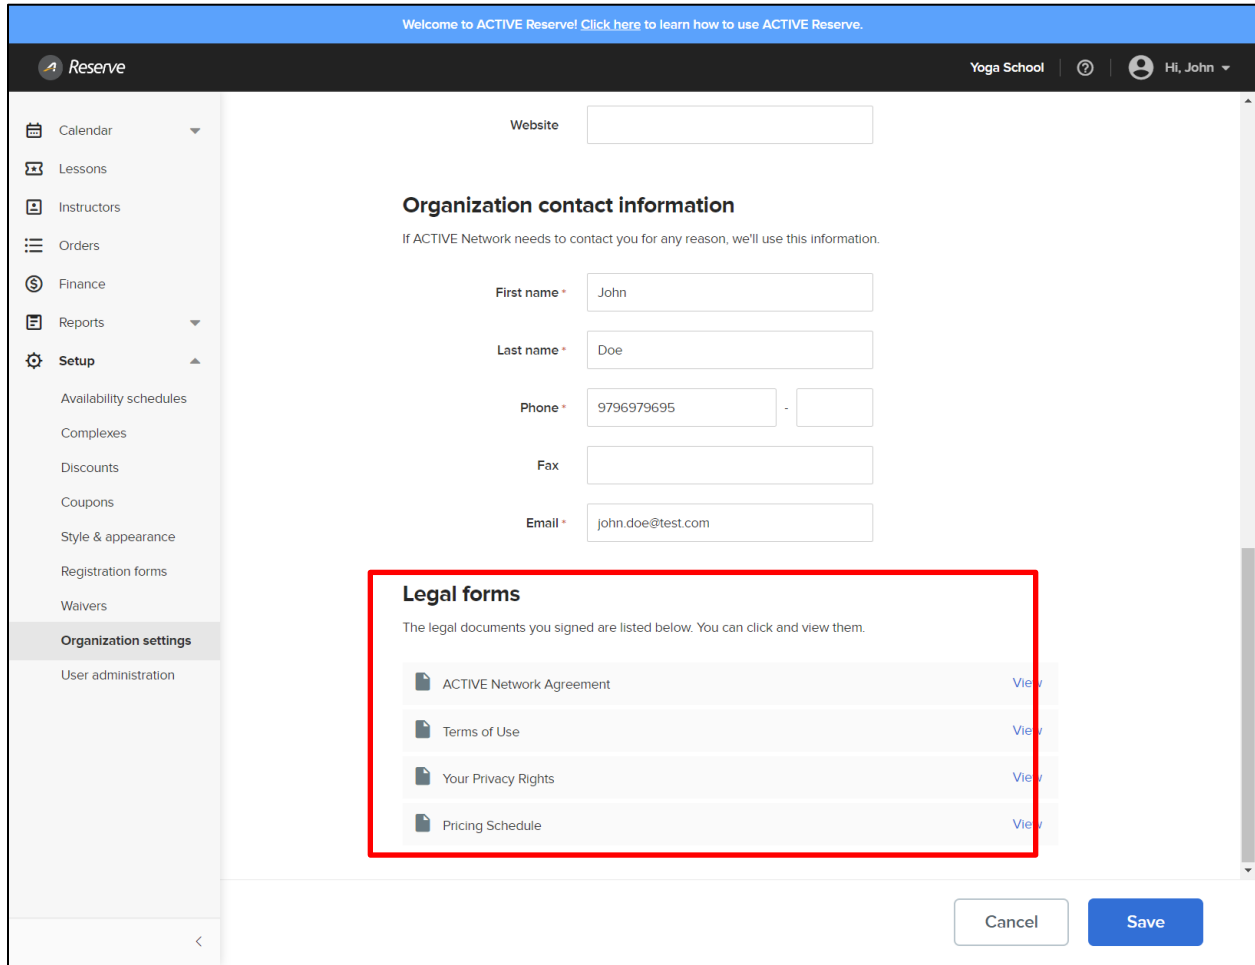 Welcome to ACTIVE Reserve! Click here to learn how to use ACTIVE Reserve.
Reserve
Yoga School
Hi, John
Calendar
Lessons
Instructors
Orders
Finance
Reports
Setup
Availability schedules
Complexes
Discounts
Coupons
Style & appearance
Registration forms
Waivers
Organization settings
User administration
Website
Organization contact information
If ACTIVE Network needs to contact you for any reason, we'll use this information.
First name * John
Last name * Doe
Phone * 9796979695 -
Fax
Email * john.doe@test.com
Legal forms
The legal documents you signed are listed below. You can click and view them.
ACTIVE Network Agreement View
Terms of Use View
Your Privacy Rights View
Pricing Schedule View
Cancel Save